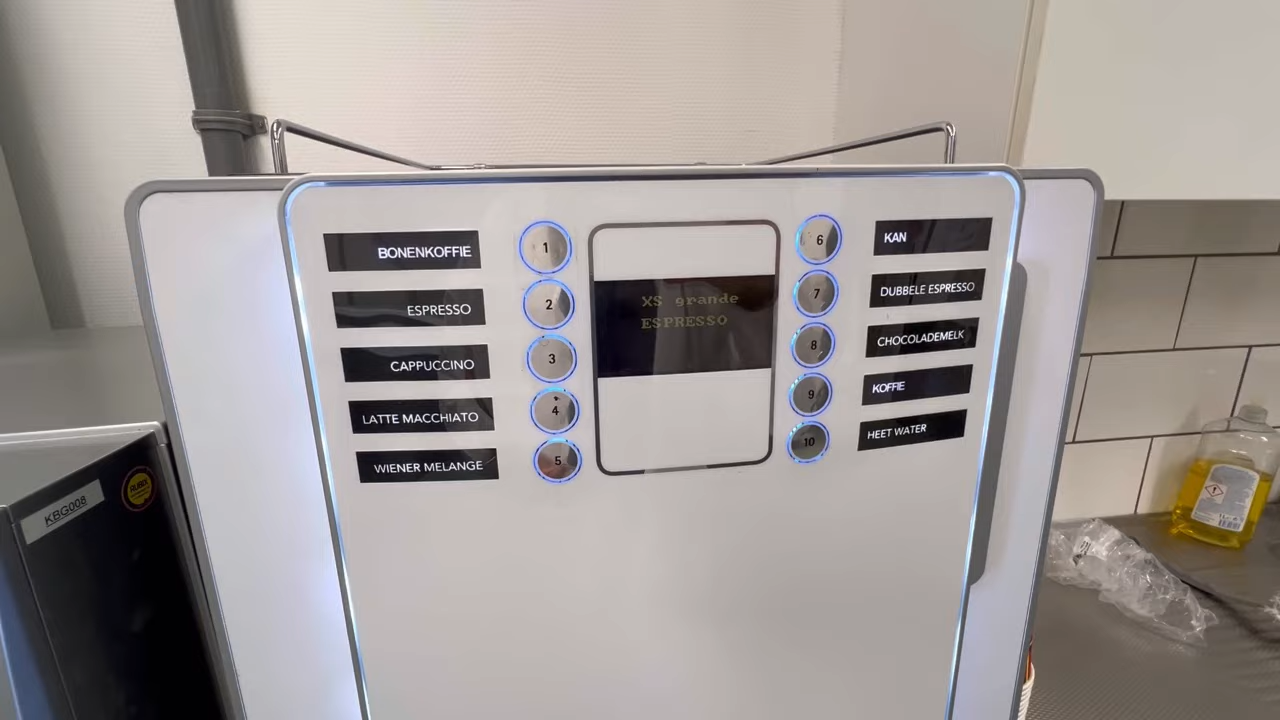 BONENKOFFIE
1
ESPRESSO
2
CAPPUCCINO
3
LATTE MACCHIATO
4
WIENER MELANGE
5
XS grande
ESPRESSO
6
KAN
7
DUBBELE ESPRESSO
8
CHOCOLADEMELK
9
KOFFIE
10
HEET WATER
KBG008